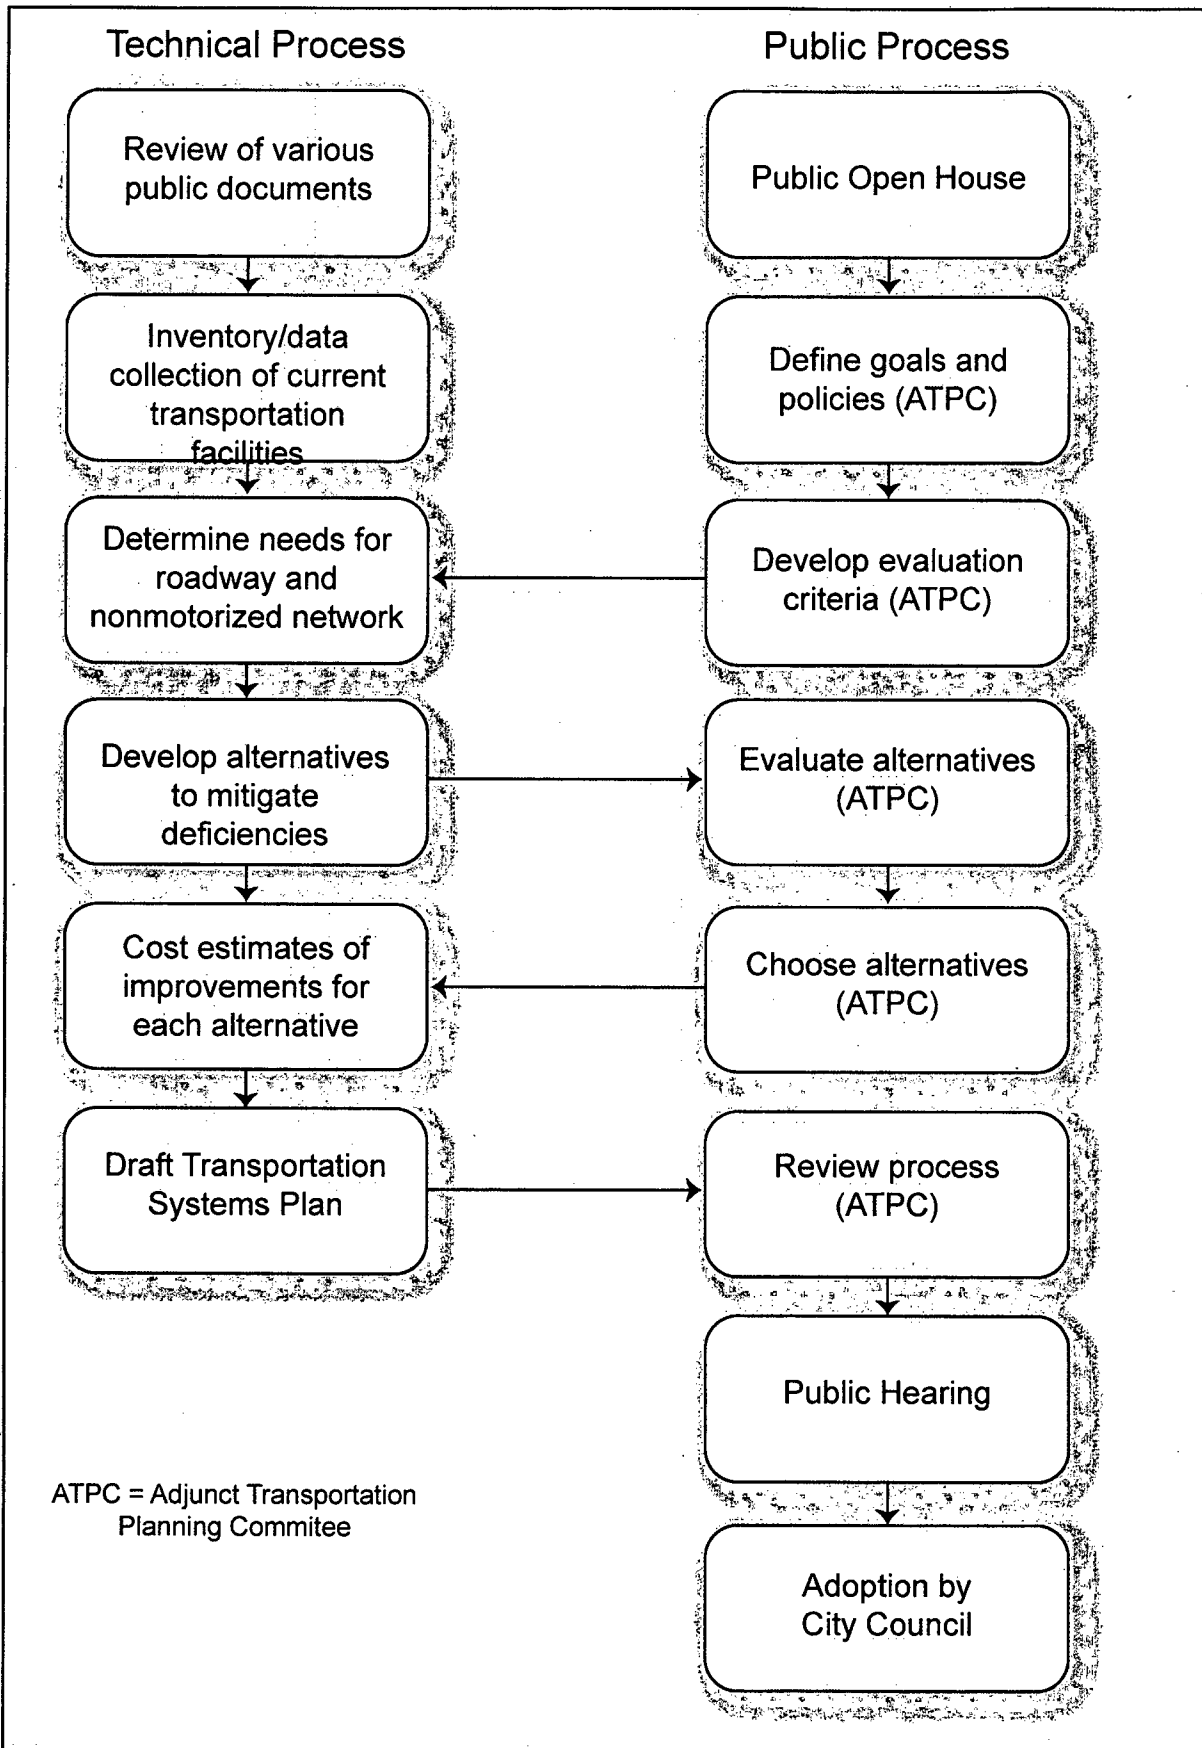 Technical Process
Review of various
public documents
Inventory/data
collection of current
transportation
facilities
Determine needs for
roadway and
nonmotorized network
Develop alternatives
to mitigate
deficiencies
Cost estimates of
improvements for
each alternative
Draft Transportation
Systems Plan
ATPC = Adjunct Transportation
Planning Commitee
Public Process
Public Open House
Define goals and
policies (ATPC)
Develop evaluation
criteria (ATPC)
Evaluate alternatives
(ATPC)
Choose alternatives
(ATPC)
Review process
(ATPC)
Public Hearing
Adoption by
City Council